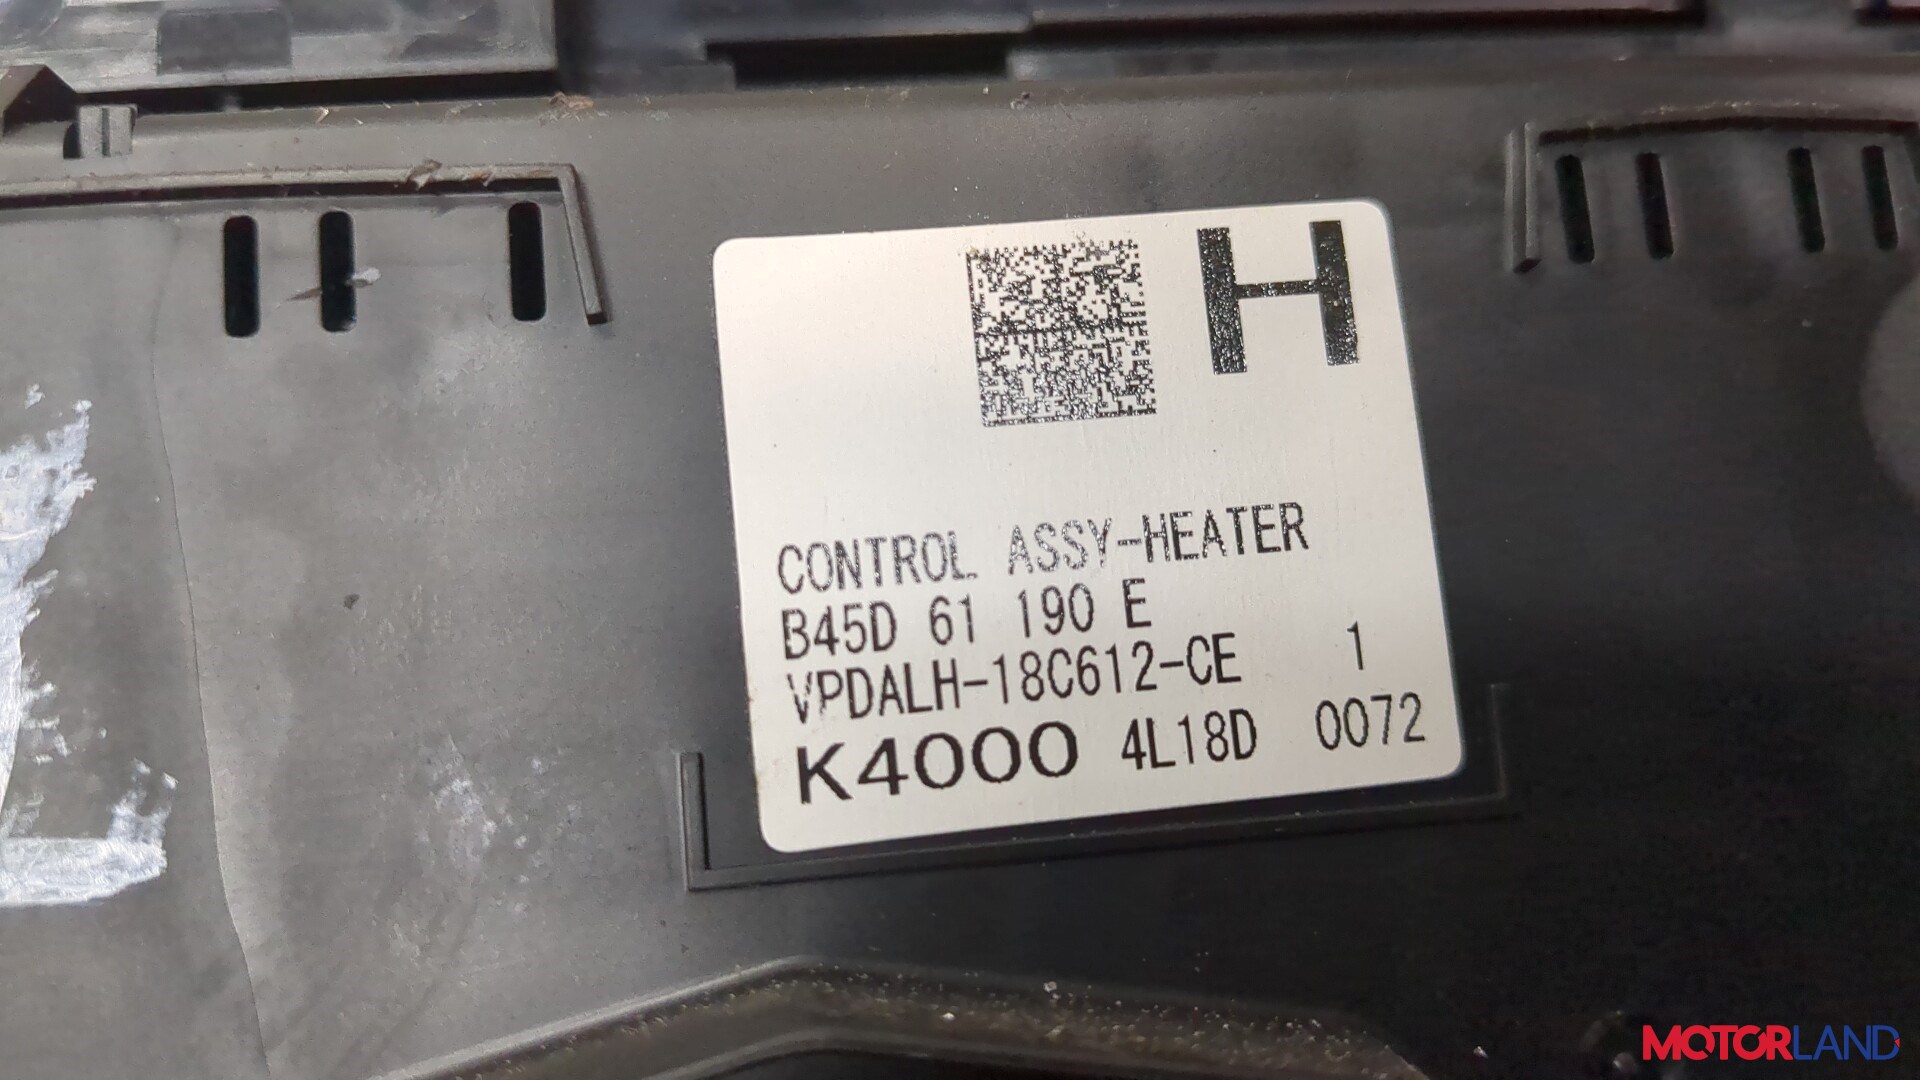 H
CONTROL ASSY-HEATER
B45D 61 190 E
VPDALH-18C612-CE 1
K4000 4L18D 0072
MOTORLAND